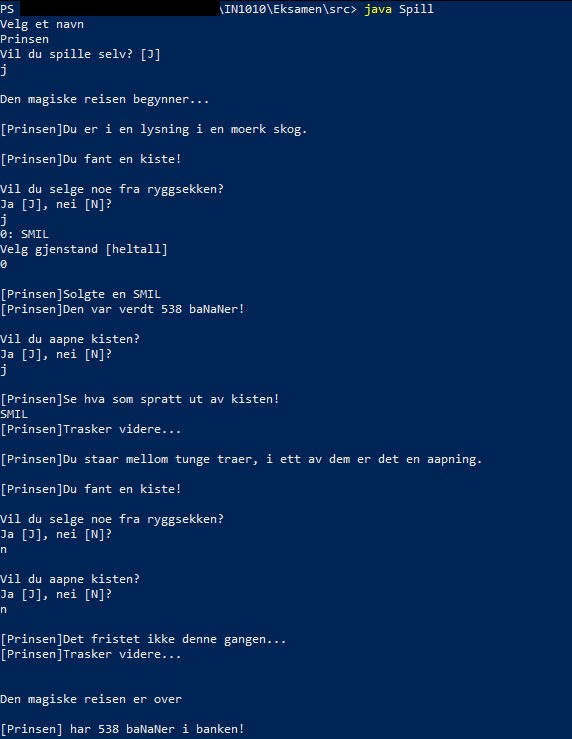 PS \IN1010\Eksamen\src> java Spill
Velg et navn
Prinsen
Vil du spille selv? [J]
j
Den magiske reisen begynner...
[Prinsen]Du er i en lysning i en moerk skog.
[Prinsen]Du fant en kiste!
Vil du selge noe fra ryggsekken?
Ja [J], nei [N]?
j
0: SMIL
Velg gjenstand [heltall]
0
[Prinsen]Solgte en SMIL
[Prinsen]Den var verdt 538 baNaNer!
Vil du aapne kisten?
Ja [J], nei [N]?
j
[Prinsen]Se hva som spratt ut av kisten!
SMIL
[Prinsen]Trasker videre...
[Prinsen]Du staar mellom tunge traer, i ett av dem er det en aapning.
[Prinsen]Du fant en kiste!
Vil du selge noe fra ryggsekken?
Ja [J], nei [N]?
n
Vil du aapne kisten?
Ja [J], nei [N]?
n
[Prinsen]Det fristet ikke denne gangen...
[Prinsen]Trasker videre...
Den magiske reisen er over
[Prinsen] har 538 baNaNer i banken!